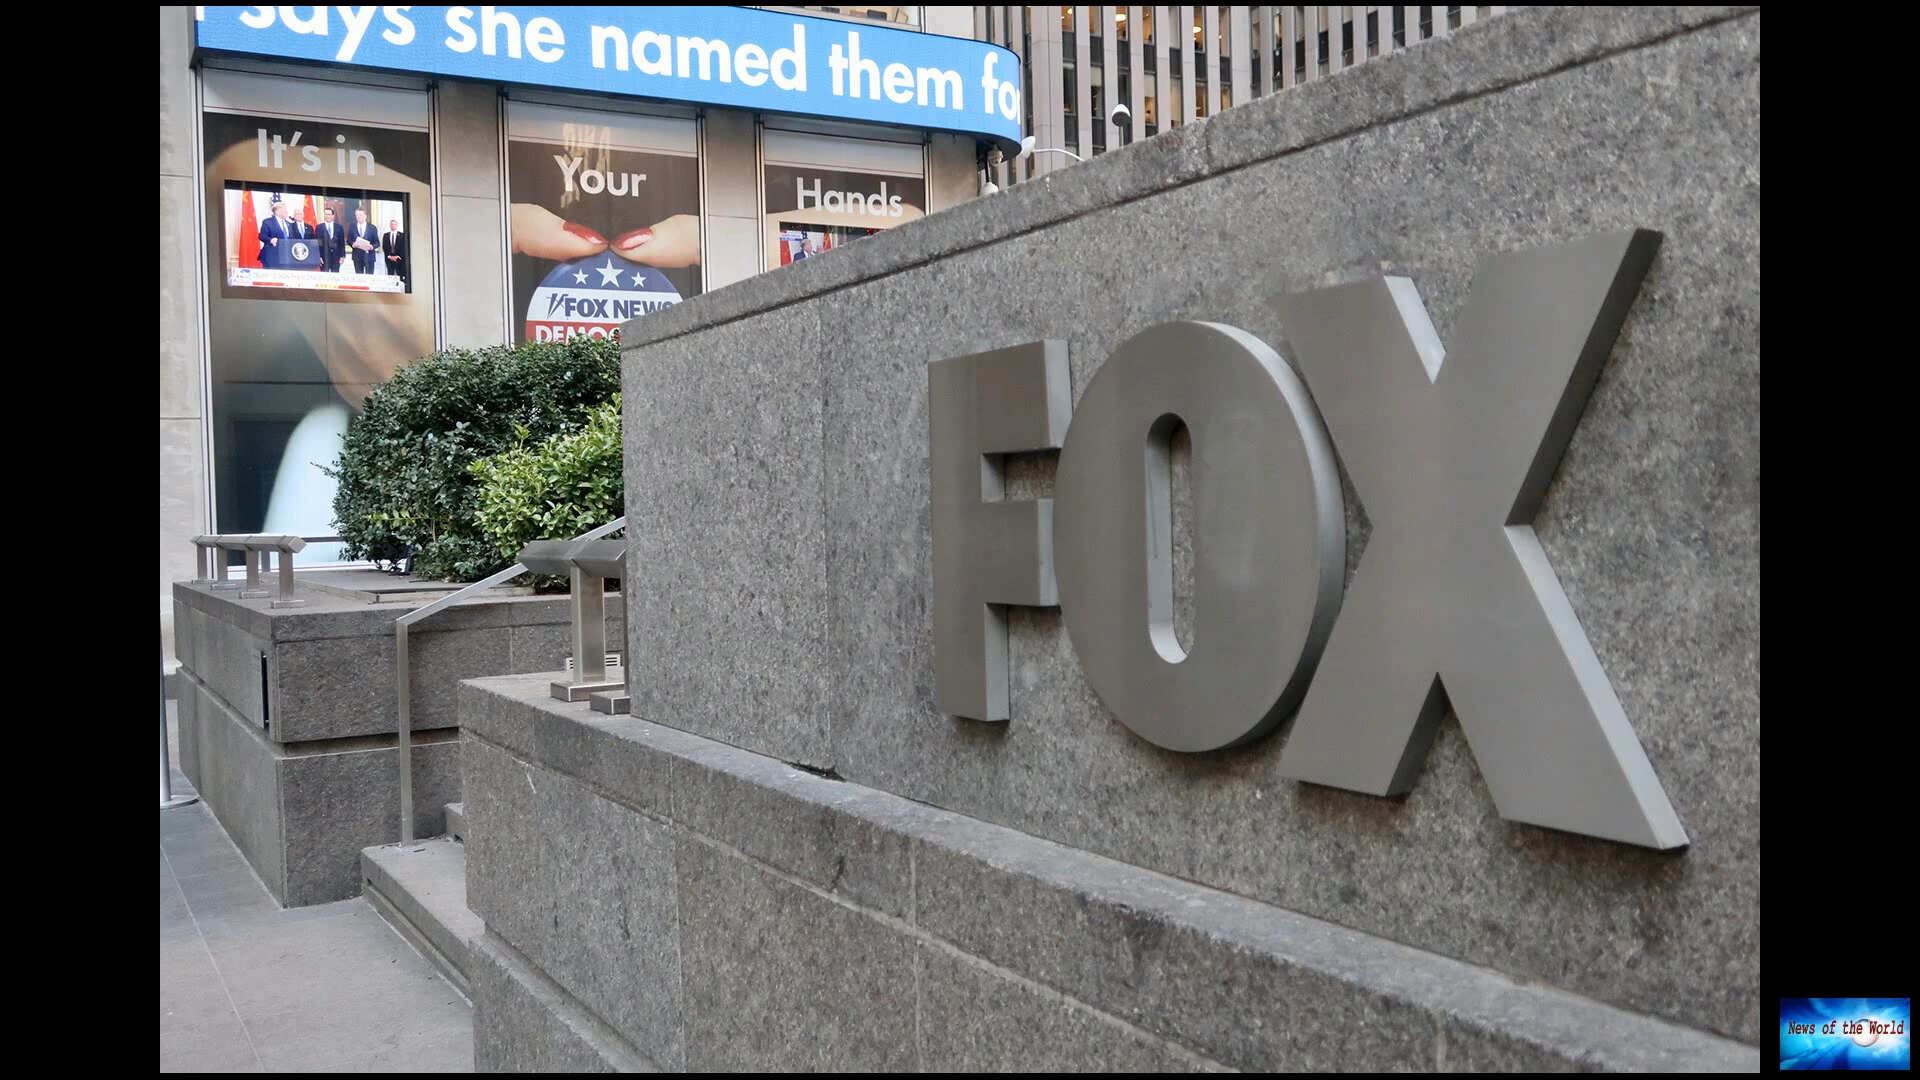 says she named them fo
It's in
Your
Hands
FOX NEWS
FOX
News of the World